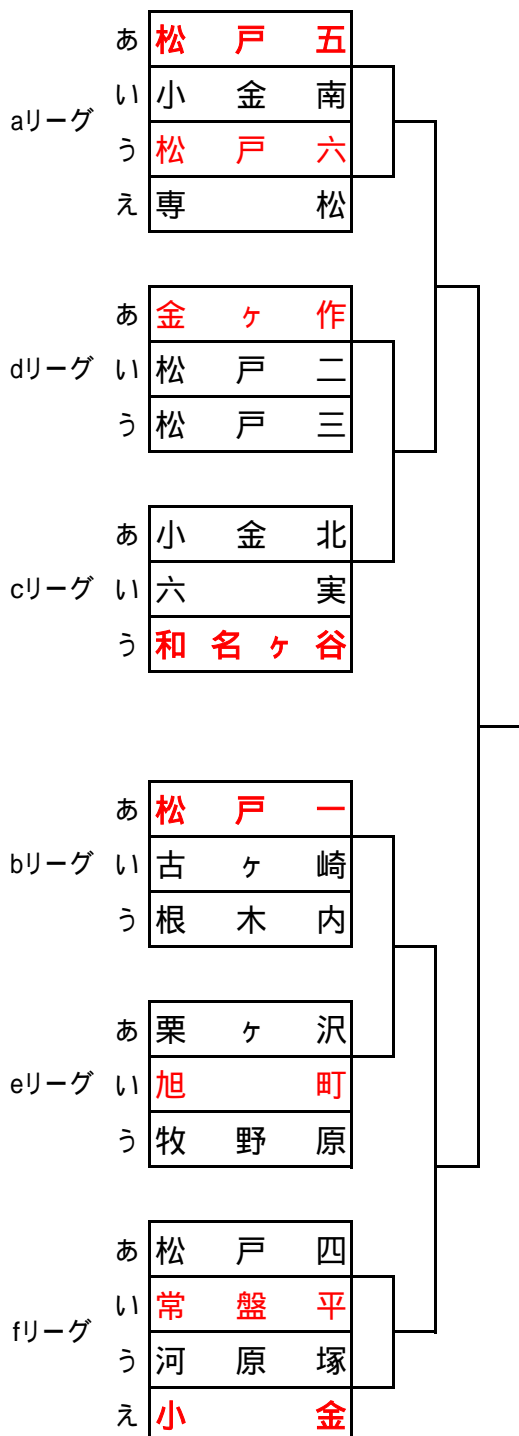 あ 松戸五
aリーグ
い 小金南
う 松戸六
え 専松
あ 金ヶ作
dリーグ い 松戸二
う 松戸三
あ 小金北
cリーグ い 六実
う 和名ヶ谷
あ 松戸一
bリーグ い 古ヶ崎
う 根木内
あ 栗ヶ沢
eリーグ い 旭町
う 牧野原
あ 松戸四
い 常盤平
fリーグ
う 河原塚
え 小金